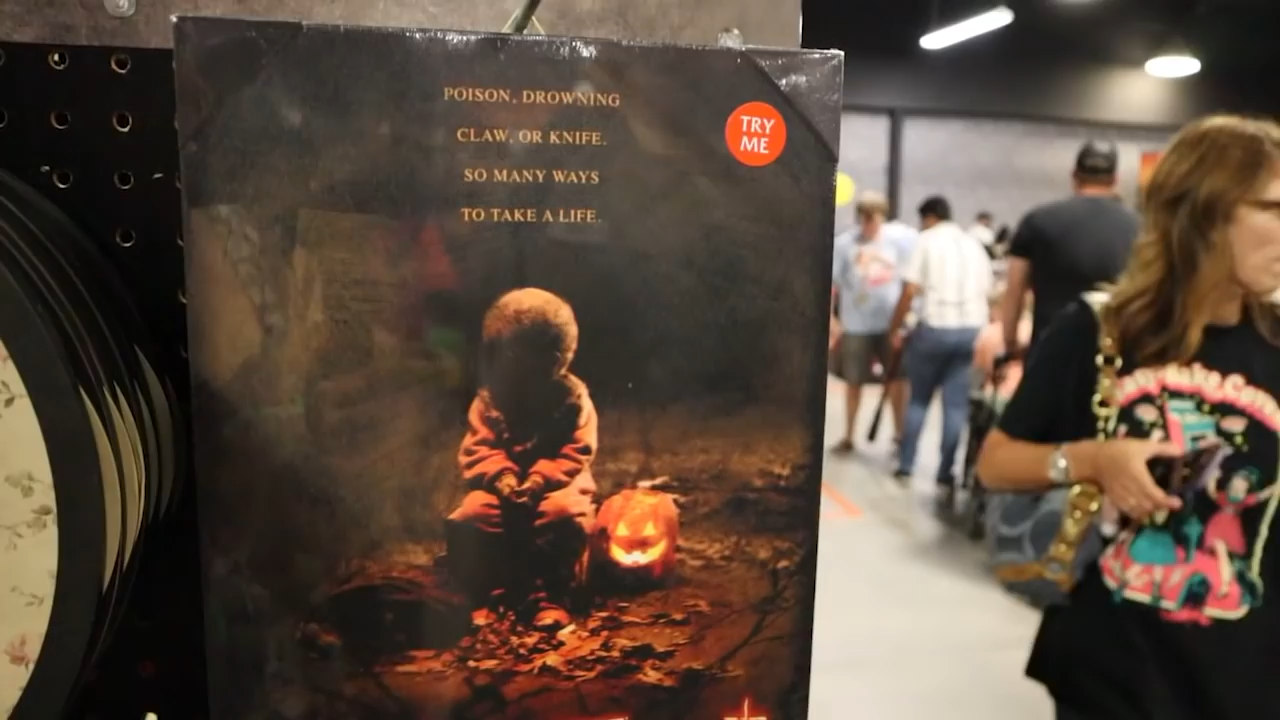 POISON, DROWNING
CLAW, OR KNIFE.
SO MANY WAYS
TO TAKE A LIFE.
TRY
ME